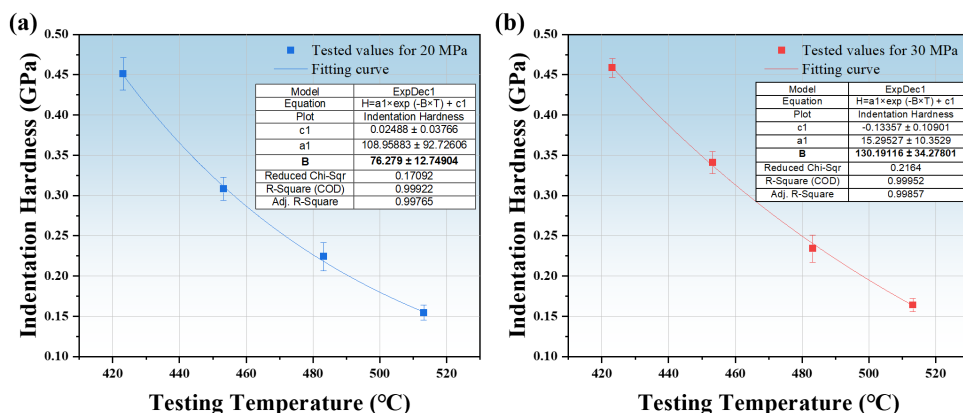 (a)
Indentation Hardness (GPa)
0.50
0.45
0.40
0.35
0.30
0.25
0.20
0.15
0.10
Tested values for 20 MPa
Fitting curve
Model ExpDec1
Equation H=a1×exp (-B×T) + c1
Plot Indentation Hardness
c1 0.02488 ± 0.03766
a1 108.95883 ± 92.72606
B 76.279 ± 12.74904
Reduced Chi-Sqr 0.17092
R-Square (COD) 0.99922
Adj. R-Square 0.99765
420 440 460 480 500 520
Testing Temperature (°C)
(b)
Indentation Hardness (GPa)
0.50
0.45
0.40
0.35
0.30
0.25
0.20
0.15
0.10
Tested values for 30 MPa
Fitting curve
Model ExpDec1
Equation H=a1×exp (-B×T) + c1
Plot Indentation Hardness
c1 -0.13357 ± 0.10901
a1 15.29527 ± 10.3529
B 130.19116 ± 34.27801
Reduced Chi-Sqr 0.2164
R-Square (COD) 0.99952
Adj. R-Square 0.99857
420 440 460 480 500 520
Testing Temperature (°C)